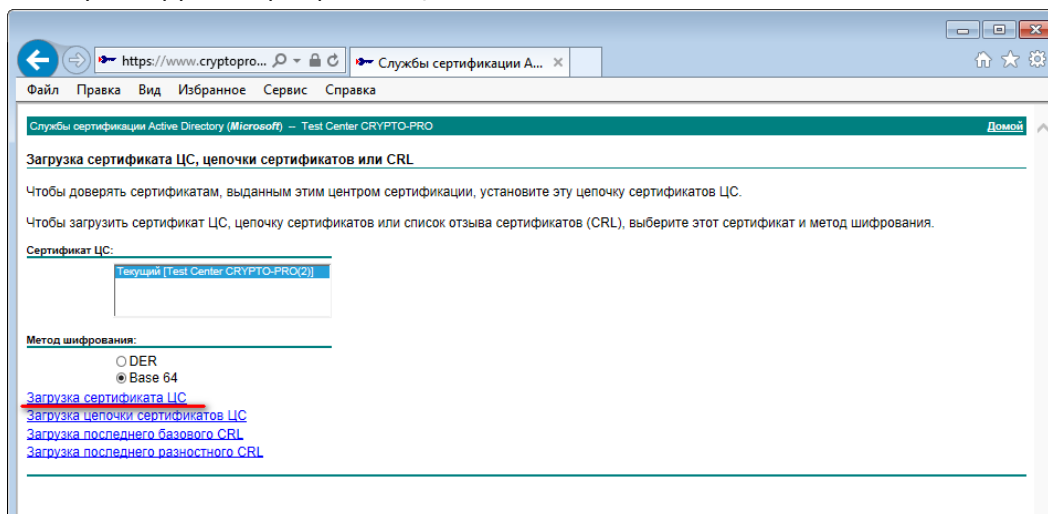 https://www.cryptopro... Службы сертификации А...
Файл Правка Вид Избранное Сервис Справка
Службы сертификации Active Directory (Microsoft) -- Test Center CRYPTO-PRO Домой
Загрузка сертификата ЦС, цепочки сертификатов или CRL
Чтобы доверять сертификатам, выданным этим центром сертификации, установите эту цепочку сертификатов ЦС.
Чтобы загрузить сертификат ЦС, цепочку сертификатов или список отзыва сертификатов (CRL), выберите этот сертификат и метод шифрования.
Сертификат ЦС:
Текущий [Test Center CRYPTO-PRO(2)]
Метод шифрования:
DER
Base 64
Загрузка сертификата ЦС
Загрузка цепочки сертификатов ЦС
Загрузка последнего базового CRL
Загрузка последнего разностного CRL